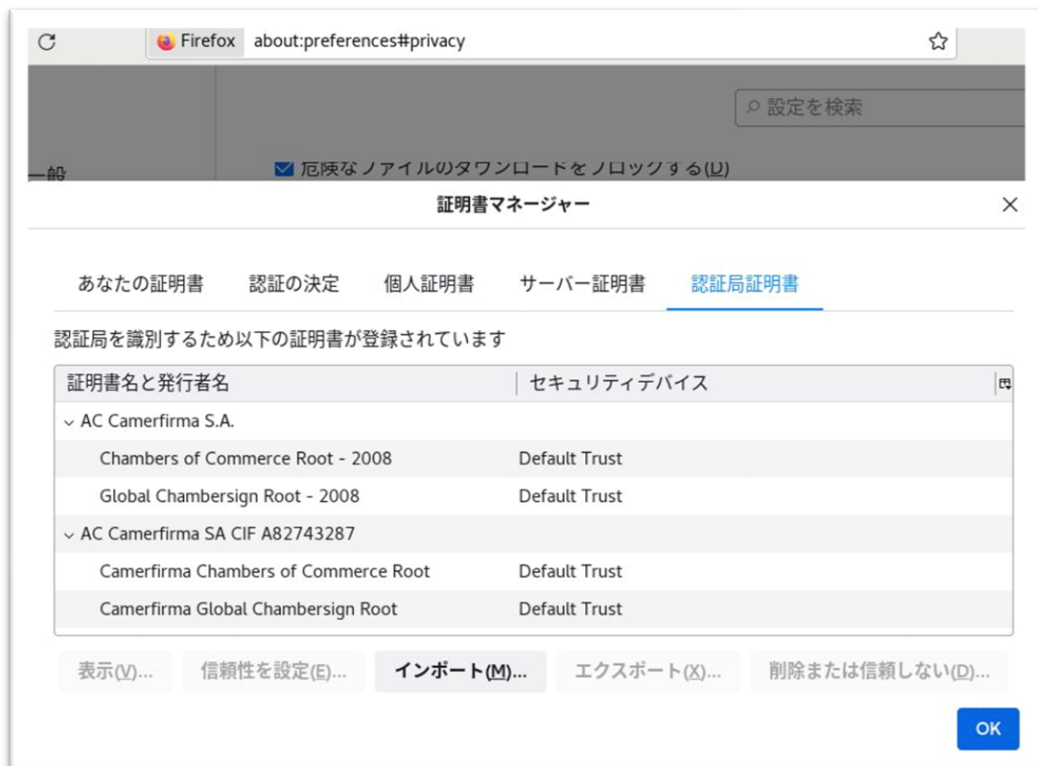 Firefox about:preferences#privacy
設定を検索
一般
危険なファイルのダウンロードをブロックする(D)
証明書マネージャー
あなたの証明書 認証の決定 個人証明書 サーバー証明書 認証局証明書
認証局を識別するため以下の証明書が登録されています
証明書名と発行者名 セキュリティデバイス
AC Camerfirma S.A.
Chambers of Commerce Root - 2008 Default Trust
Global Chambersign Root - 2008 Default Trust
AC Camerfirma SA CIF A82743287
Camerfirma Chambers of Commerce Root Default Trust
Camerfirma Global Chambersign Root Default Trust
表示(V)... 信頼性を設定(E)... インポート(M)... エクスポート(X)... 削除または信頼しない(D)...
OK